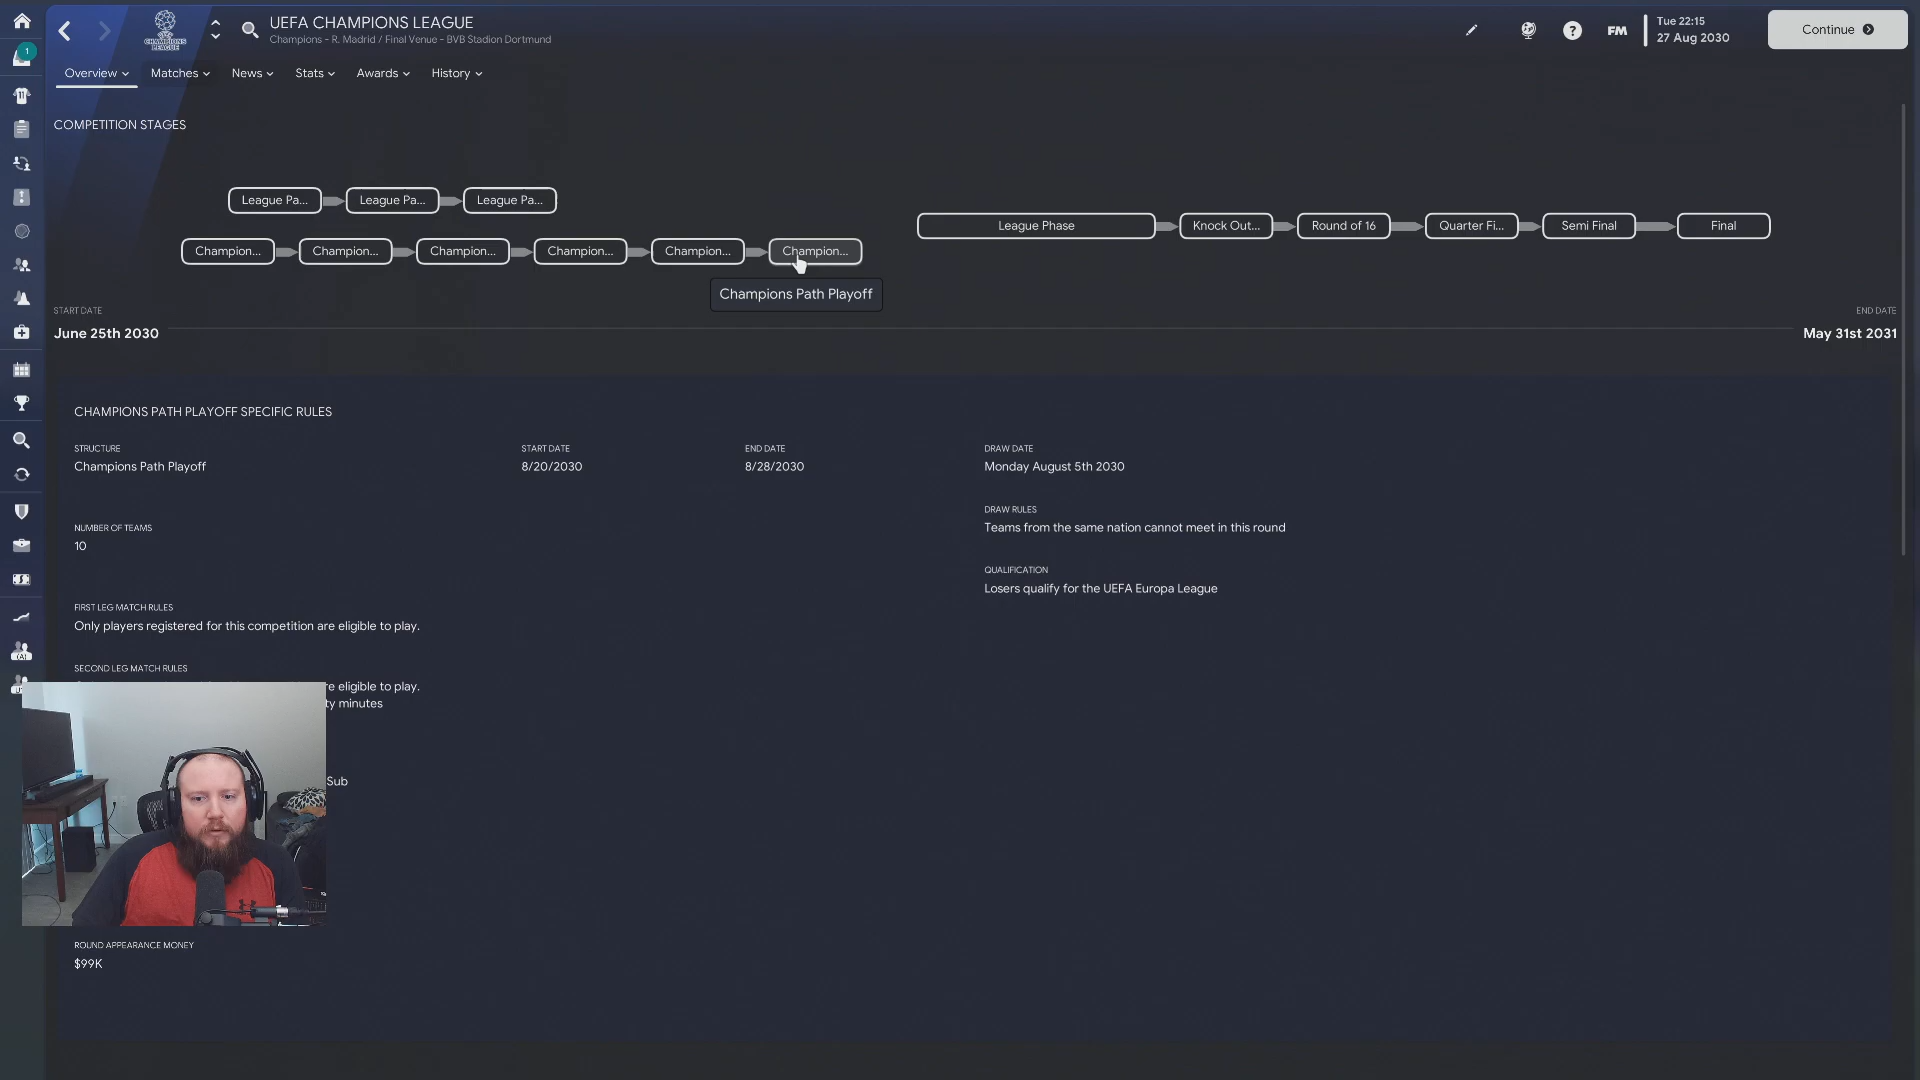 UEFA CHAMPIONS LEAGUE
Champions - R. Madrid / Final Venue - BVB Stadion Dortmund
CHAMPIONS
LEAGUE
1
FM
Tue 22:15
27 Aug 2030
Continue
Overview
Matches
News
Stats
Awards
History
COMPETITION STAGES
League Pa...
League Pa...
League Pa...
League Phase
Knock Out...
Round of 16
Quarter Fi...
Semi Final
Final
Champion...
Champion...
Champion...
Champion...
Champion...
Champion...
Champions Path Playoff
START DATE
June 25th 2030
END DATE
May 31st 2031
CHAMPIONS PATH PLAYOFF SPECIFIC RULES
STRUCTURE
Champions Path Playoff
START DATE
8/20/2030
END DATE
8/28/2030
DRAW DATE
Monday August 5th 2030
DRAW RULES
Teams from the same nation cannot meet in this round
NUMBER OF TEAMS
10
QUALIFICATION
Losers qualify for the UEFA Europa League
FIRST LEG MATCH RULES
Only players registered for this competition are eligible to play.
SECOND LEG MATCH RULES
re eligible to play.
ty minutes
Sub
ROUND APPEARANCE MONEY
$99K